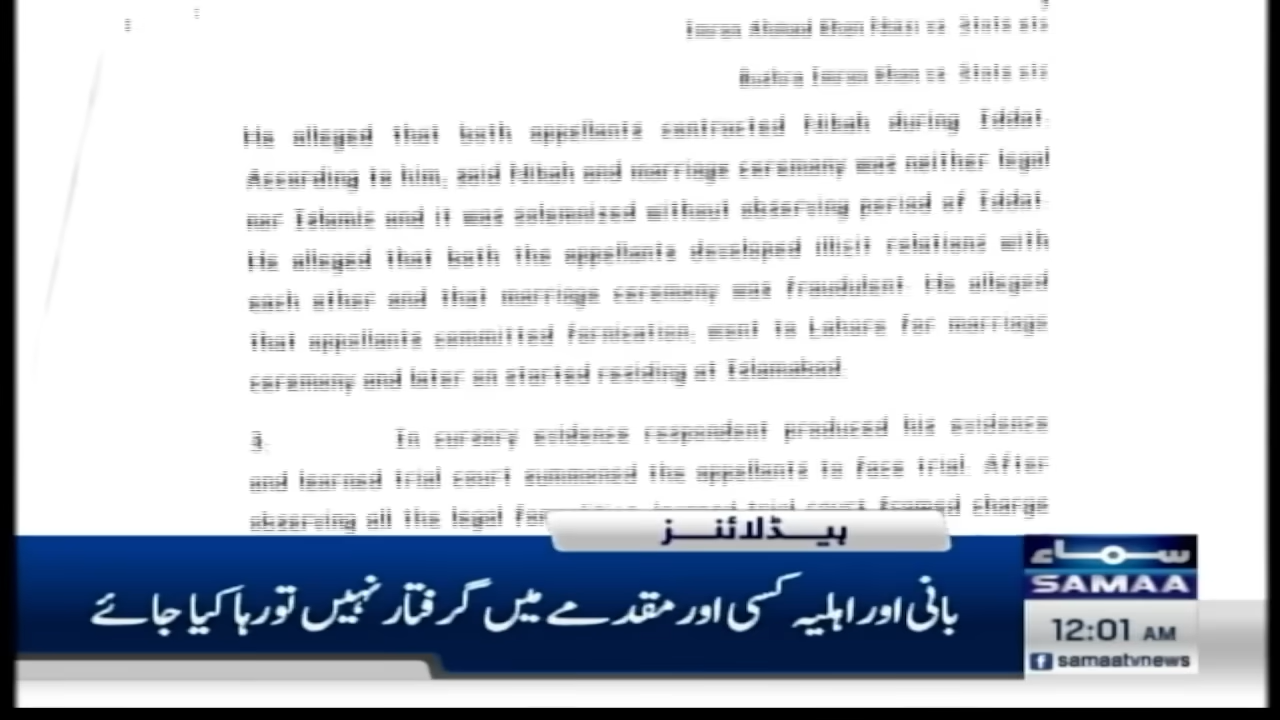 Imran Ahmad Khan Niazi vs State etc
Bushra Imran Khan vs State etc
He alleged that both appellants contracted Nikah during Iddat.
According to him, said Nikah and marriage ceremony was neither legal
nor Islamic and it was solemnised without observing period of Iddat.
He alleged that both the appellants developed illicit relations with
each other and that marriage ceremony was fraudulent. He alleged
that appellants committed fornication, went to Lahore for marriage
ceremony and later on started residing at Islamabad.
3. In cursory evidence respondent produced his evidence
and learned trial court summoned the appellants to face trial. After
observing all the legal trial court framed charge
ہیڈلائنز
بانی اور اہلیہ کسی اور مقدمے میں گرفتار نہیں تو رہا کیا جائے
سماء
SAMAA
12:01 AM
samaatvnews